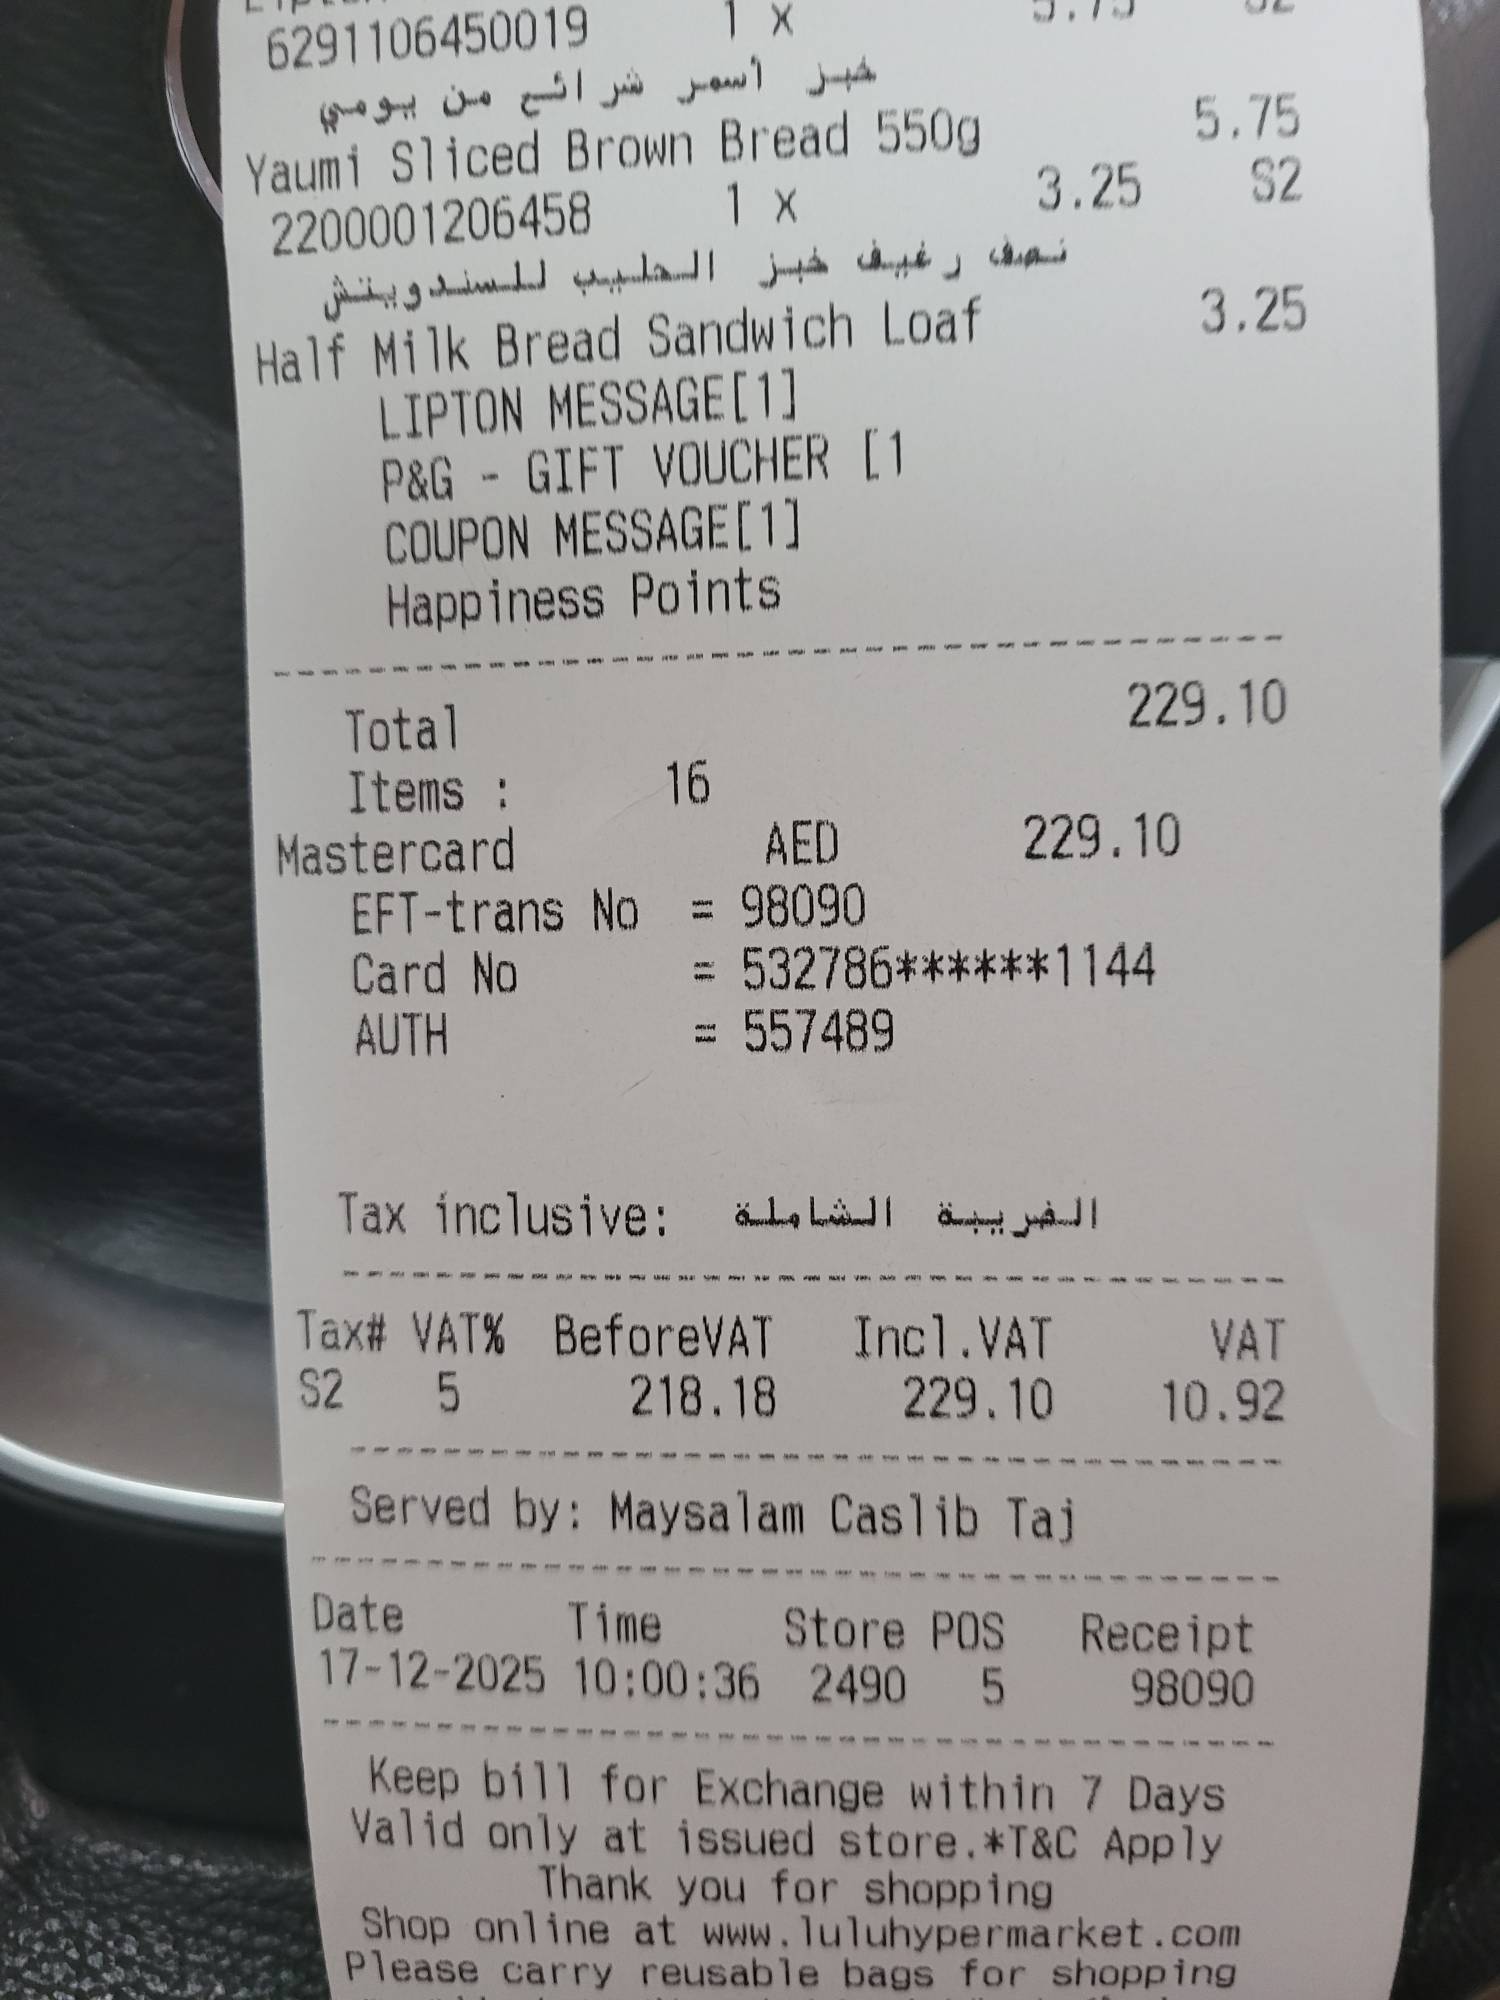 6291106450019 1 x 5.75 S2
خبز أسمر شرائح من يومي
Yaumi Sliced Brown Bread 550g 5.75
2200001206458 1 x 3.25 S2
نصف رغيف خبز الحليب للسندويتش
Half Milk Bread Sandwich Loaf 3.25
LIPTON MESSAGE[1]
P&G - GIFT VOUCHER [1
COUPON MESSAGE[1]
Happiness Points
Total 229.10
Items : 16
Mastercard AED 229.10
EFT-trans No = 98090
Card No = 532786******1144
AUTH = 557489
Tax inclusive: الضريبة الشاملة
Tax# VAT% BeforeVAT Incl.VAT VAT
S2 5 218.18 229.10 10.92
Served by: Maysalam Caslib Taj
Date Time Store POS Receipt
17-12-2025 10:00:36 2490 5 98090
Keep bill for Exchange within 7 Days
Valid only at issued store.*T&C Apply
Thank you for shopping
Shop online at www.luluhypermarket.com
Please carry reusable bags for shopping